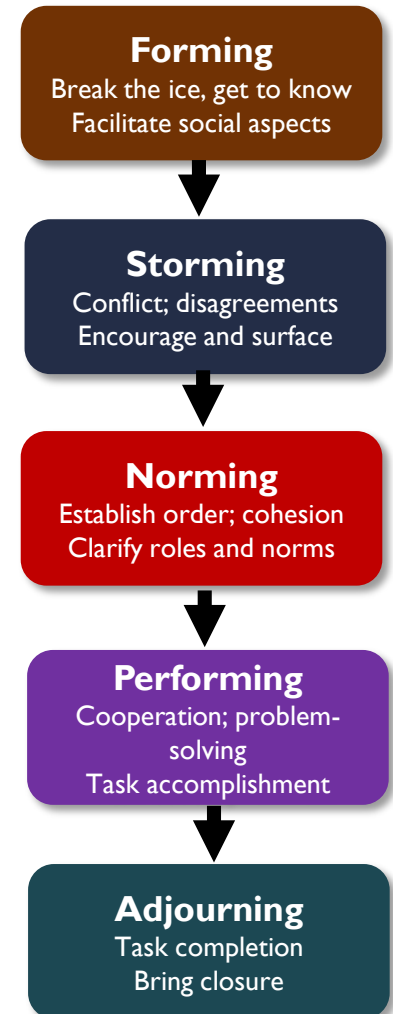 Forming
Break the ice, get to know
Facilitate social aspects
Storming
Conflict; disagreements
Encourage and surface
Norming
Establish order; cohesion
Clarify roles and norms
Performing
Cooperation; problem-
solving
Task accomplishment
Adjourning
Task completion
Bring closure